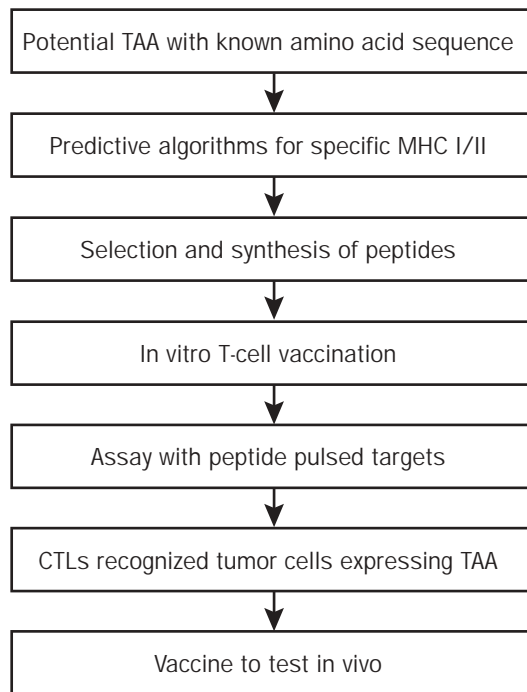 Potential TAA with known amino acid sequence
Predictive algorithms for specific MHC I/II
Selection and synthesis of peptides
In vitro T-cell vaccination
Assay with peptide pulsed targets
CTLs recognized tumor cells expressing TAA
Vaccine to test in vivo